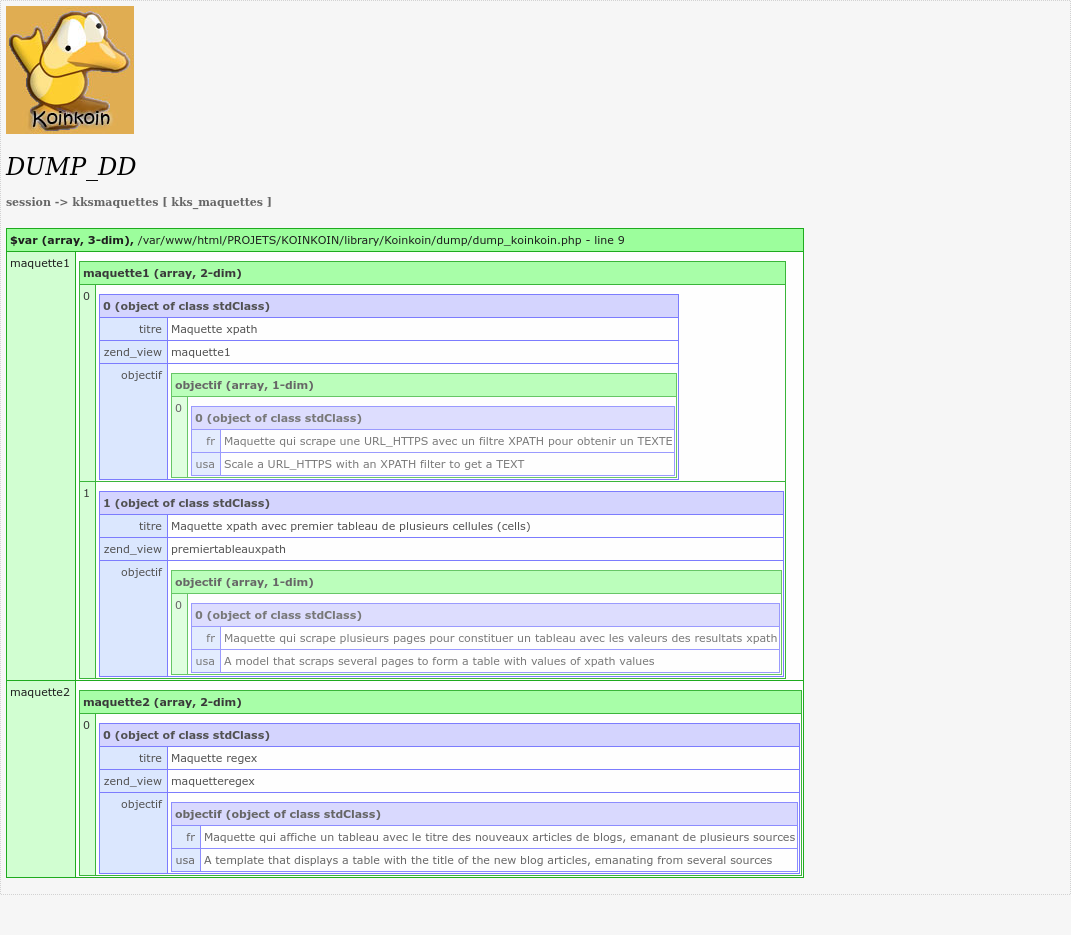 Koinkoin
DUMP_DD
session -> kksmaquettes [ kks_maquettes ]
$var (array, 3-dim), /var/www/html/PROJETS/KOINKOIN/library/Koinkoin/dump/dump_koinkoin.php - line 9
maquette1
maquette1 (array, 2-dim)
0
0 (object of class stdClass)
titre Maquette xpath
zend_view maquette1
objectif
objectif (array, 1-dim)
0
0 (object of class stdClass)
fr Maquette qui scrape une URL_HTTPS avec un filtre XPATH pour obtenir un TEXTE
usa Scale a URL_HTTPS with an XPATH filter to get a TEXT
1
1 (object of class stdClass)
titre Maquette xpath avec premier tableau de plusieurs cellules (cells)
zend_view premiertableauxpath
objectif
objectif (array, 1-dim)
0
0 (object of class stdClass)
fr Maquette qui scrape plusieurs pages pour constituer un tableau avec les valeurs des resultats xpath
usa A model that scraps several pages to form a table with values of xpath values
maquette2
maquette2 (array, 2-dim)
0
0 (object of class stdClass)
titre Maquette regex
zend_view maquetteregex
objectif
objectif (object of class stdClass)
fr Maquette qui affiche un tableau avec le titre des nouveaux articles de blogs, emanant de plusieurs sources
usa A template that displays a table with the title of the new blog articles, emanating from several sources